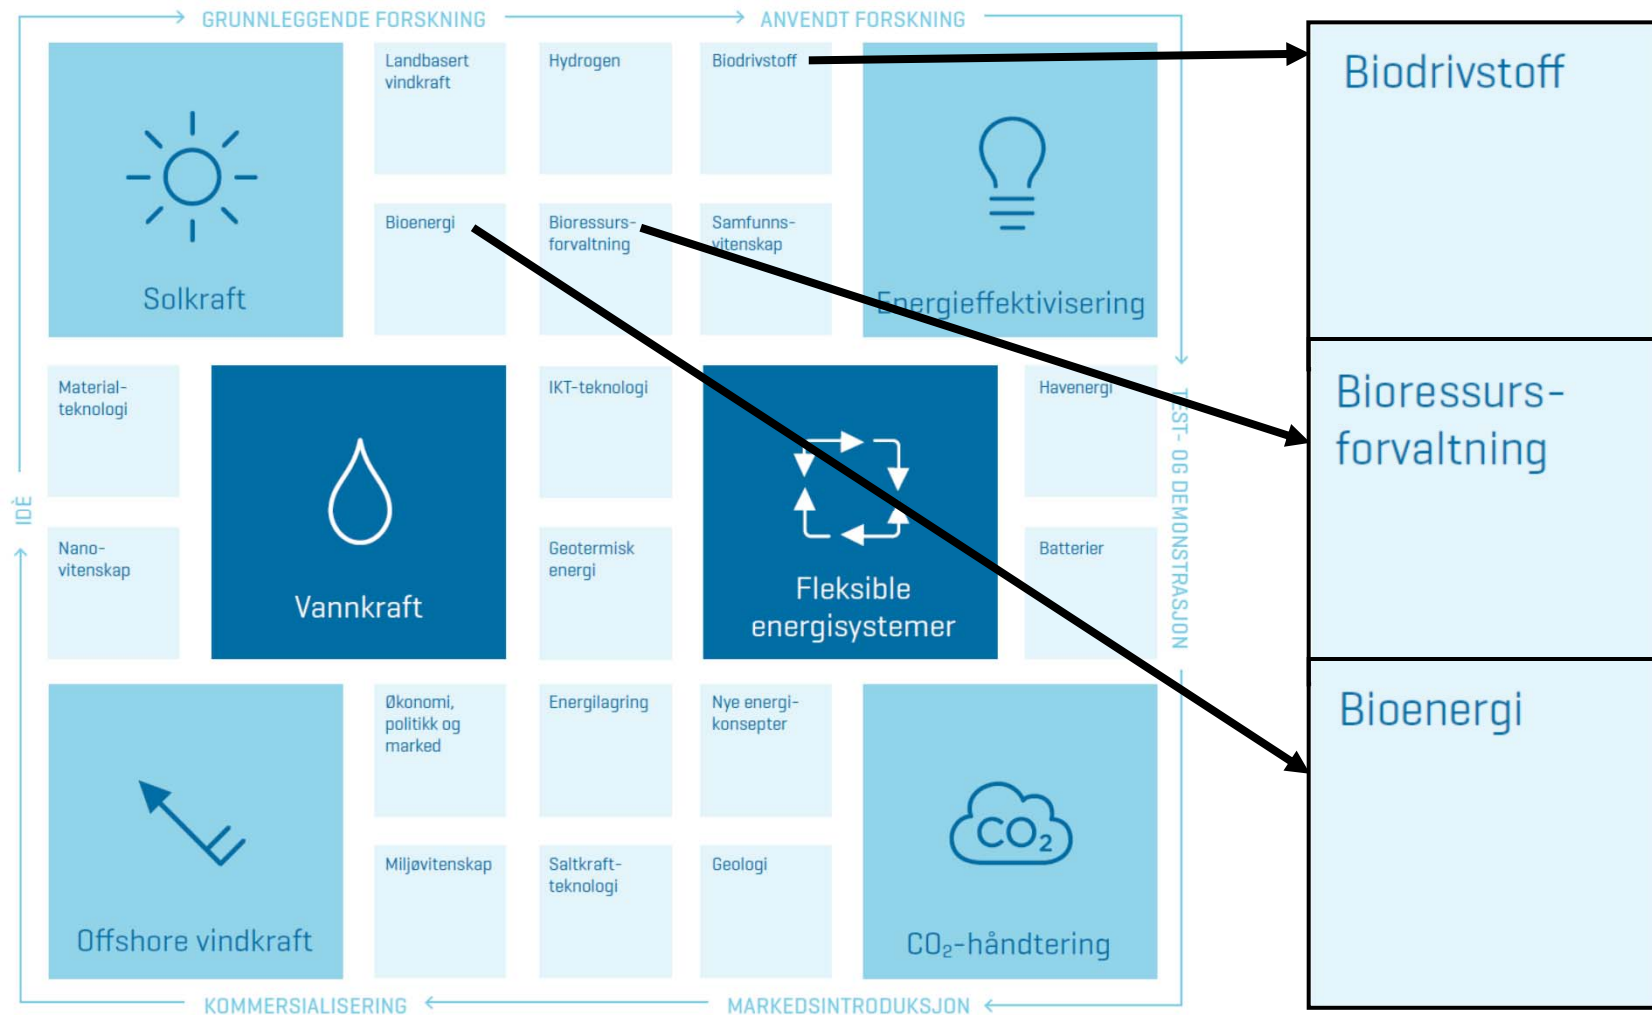 GRUNNLEGGENDE FORSKNING
ANVENDT FORSKNING
Landbasert
vindkraft
Hydrogen
Biodrivstoff
Bioenergi
Bioressurs-
forvaltning
Samfunns-
vitenskap
Solkraft
Energieffektivisering
Material-
teknologi
IKT-teknologi
Havenergi
Nano-
vitenskap
Vannkraft
Geotermisk
energi
Fleksible
energisystemer
Batterier
IDÈ
TEST- OG DEMONSTRASJON
Økonomi,
politikk og
marked
Energilagring
Nye energi-
konsepter
Miljøvitenskap
Saltkraft-
teknologi
Geologi
Offshore vindkraft
CO₂
CO₂-håndtering
KOMMERSIALISERING
MARKEDSINTRODUKSJON
Biodrivstoff
Bioressurs-
forvaltning
Bioenergi